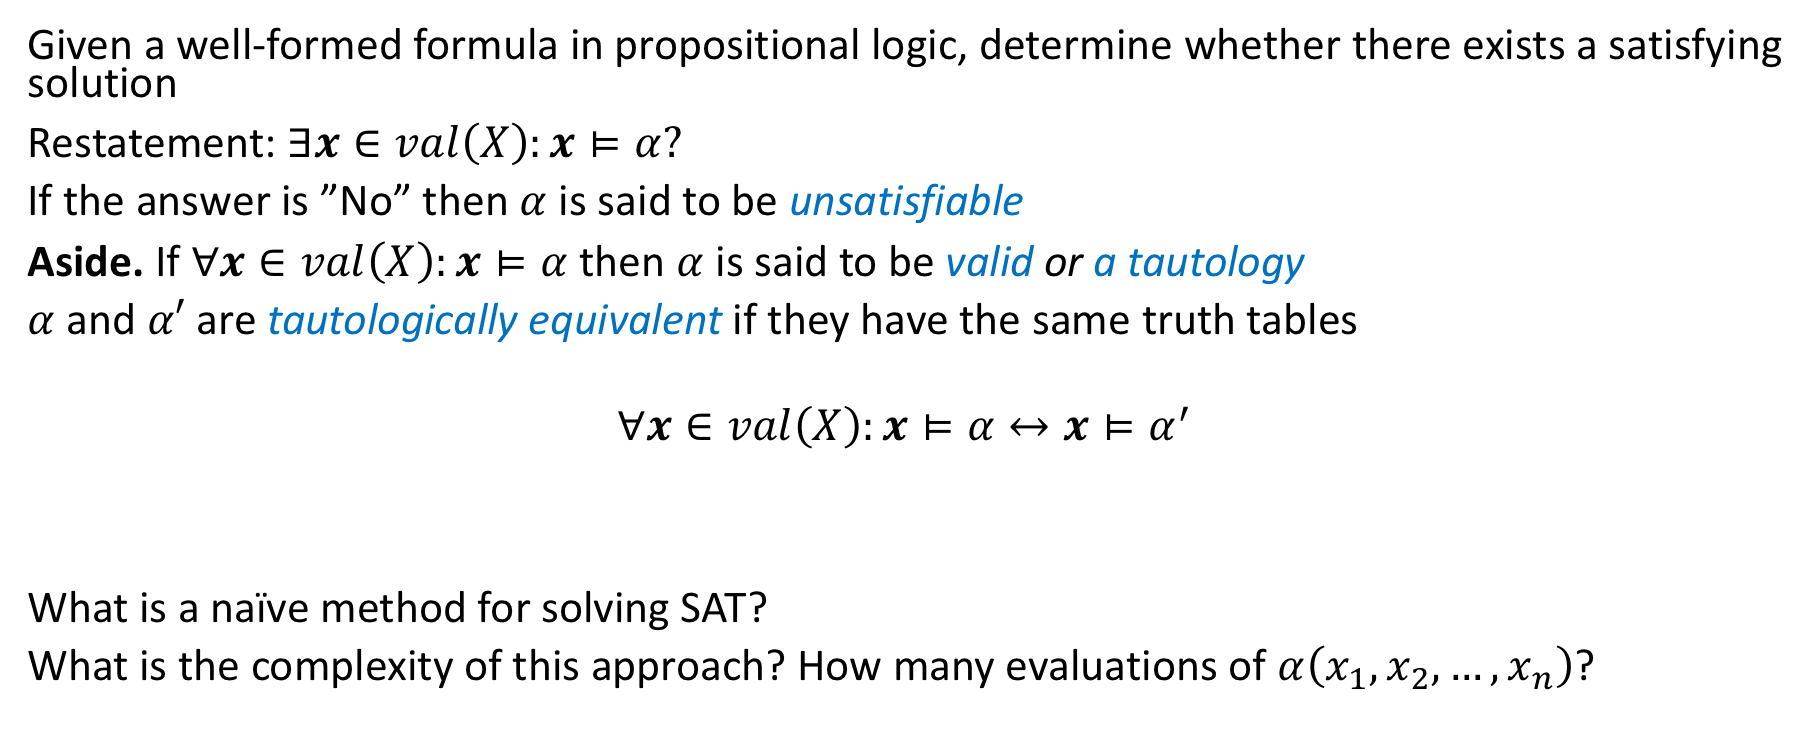 Given a well-formed formula in propositional logic, determine whether there exists a satisfying
solution
Restatement: ∃𝒙 ∈ 𝑣𝑎𝑙(𝑋): 𝒙 ⊨ 𝛼?
If the answer is ”No” then 𝛼 is said to be unsatisfiable
Aside. If ∀𝒙 ∈ 𝑣𝑎𝑙(𝑋): 𝒙 ⊨ 𝛼 then 𝛼 is said to be valid or a tautology
𝛼 and 𝛼′ are tautologically equivalent if they have the same truth tables
∀𝒙 ∈ 𝑣𝑎𝑙(𝑋): 𝒙 ⊨ 𝛼 ↔ 𝒙 ⊨ 𝛼′
What is a naïve method for solving SAT?
What is the complexity of this approach? How many evaluations of 𝛼(𝑥₁, 𝑥₂, … , 𝑥ₙ)?